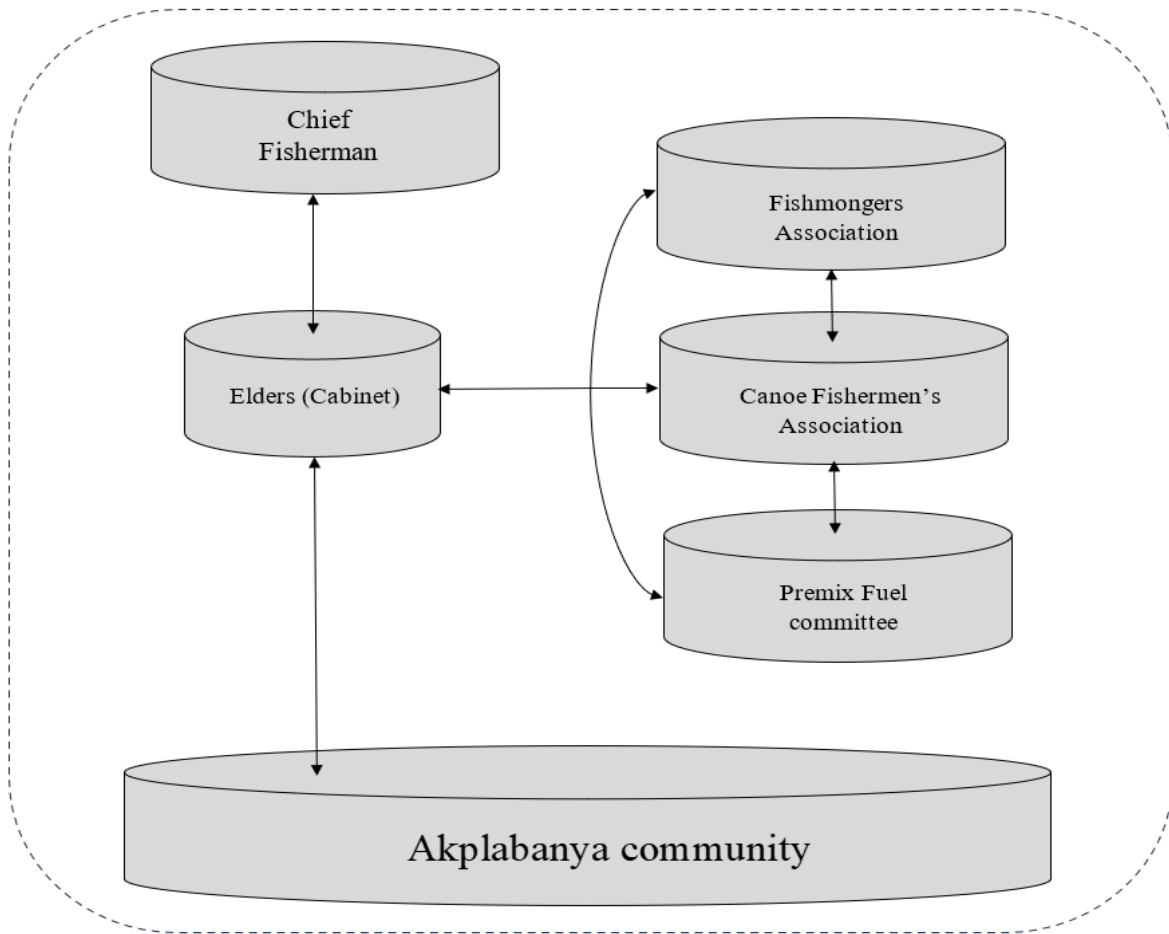 Chief
Fisherman
Fishmongers
Association
Elders (Cabinet)
Canoe Fishermen’s
Association
Premix Fuel
committee
Akplabanya community